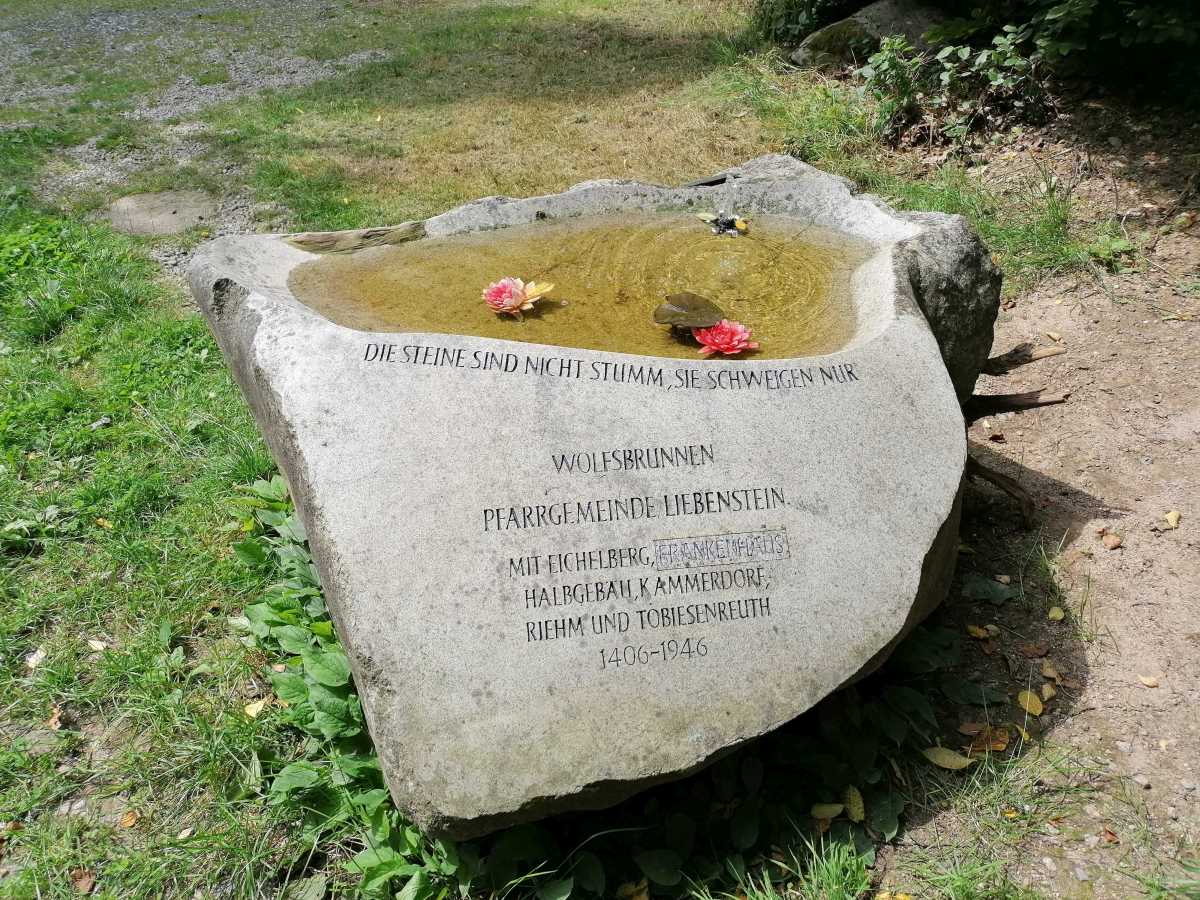 DIE STEINE SIND NICHT STUMM, SIE SCHWEIGEN NUR
WOLFSBRUNNEN
PFARRGEMEINDE LIEBENSTEIN.
MIT EICHELBERG, FRANKENHAUS
HALBGEBÄU, KAMMERDORF,
RIEHM UND TOBIESENREUTH
1406-1946